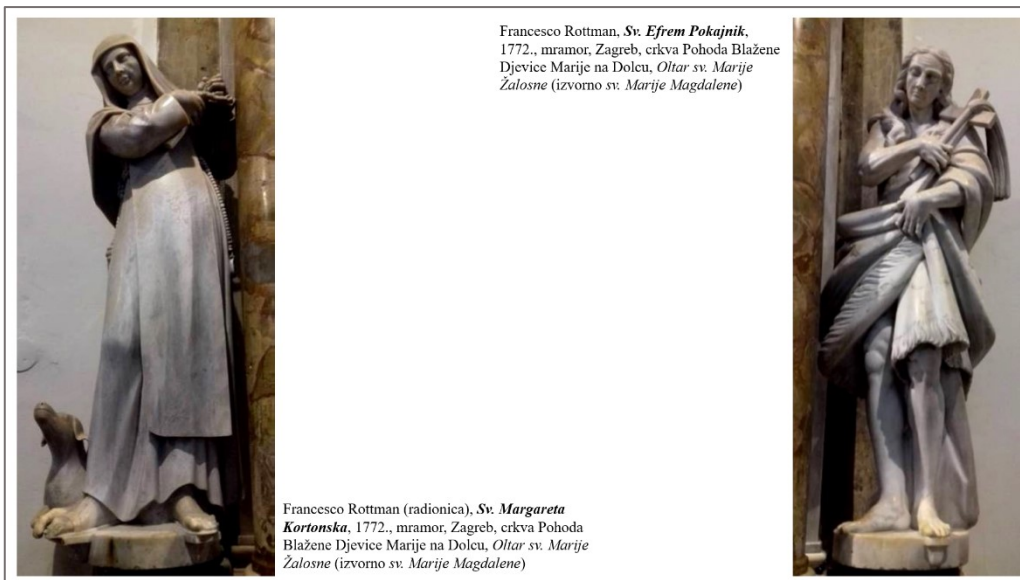 Francesco Rottman, Sv. Efrem Pokajnik,
1772., mramor, Zagreb, crkva Pohoda Blažene
Djevice Marije na Dolcu, Oltar sv. Marije
Žalosne (izvorno sv. Marije Magdalene)
Francesco Rottman (radionica), Sv. Margareta
Kortonska, 1772., mramor, Zagreb, crkva Pohoda
Blažene Djevice Marije na Dolcu, Oltar sv. Marije
Žalosne (izvorno sv. Marije Magdalene)